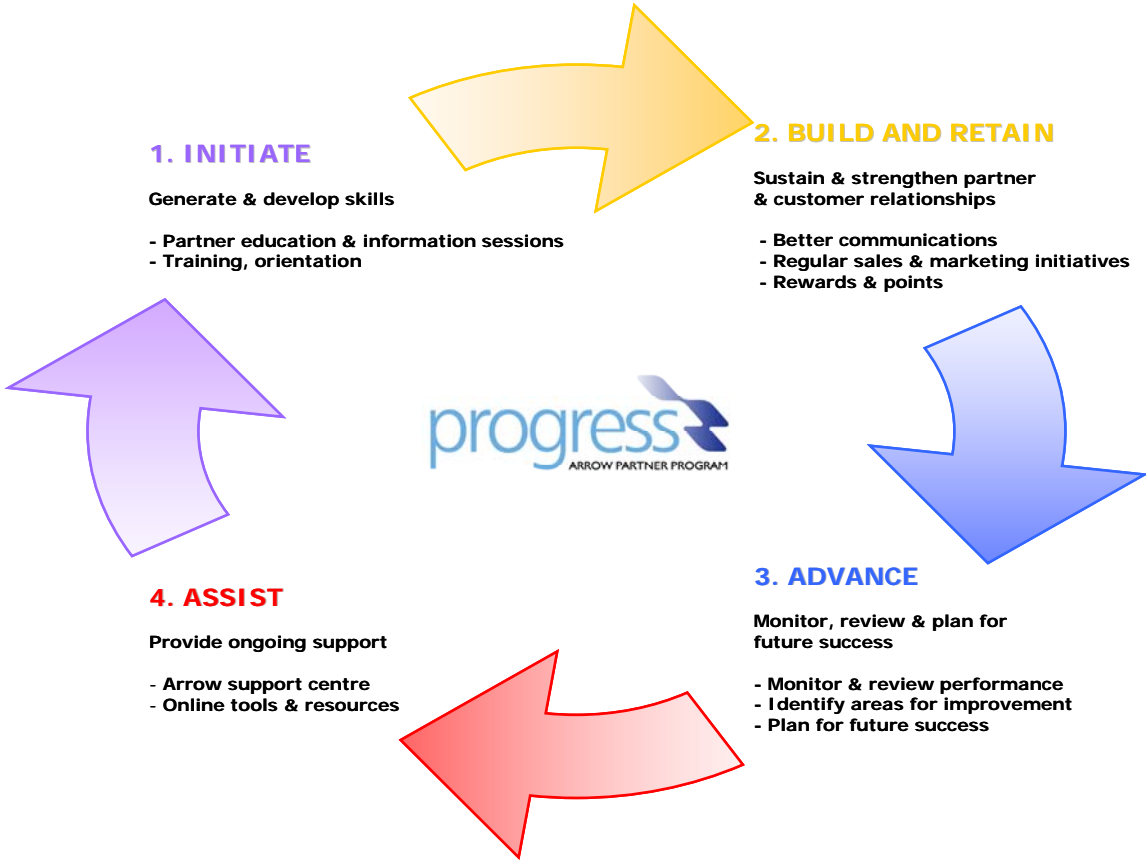 1. INITIATE
Generate & develop skills
- Partner education & information sessions
- Training, orientation
2. BUILD AND RETAIN
Sustain & strengthen partner
& customer relationships
- Better communications
- Regular sales & marketing initiatives
- Rewards & points
progress
ARROW PARTNER PROGRAM
3. ADVANCE
Monitor, review & plan for
future success
- Monitor & review performance
- Identify areas for improvement
- Plan for future success
4. ASSIST
Provide ongoing support
- Arrow support centre
- Online tools & resources